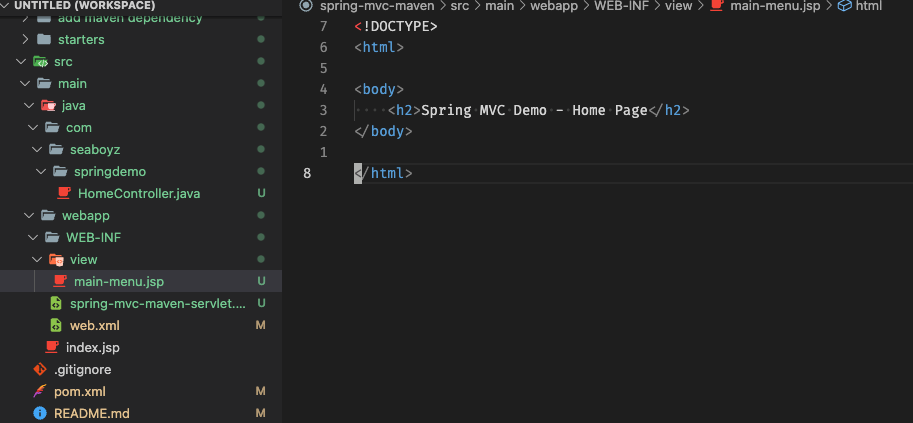 UNTITLED (WORKSPACE)
add maven dependency
starters
src
main
java
com
seaboyz
springdemo
HomeController.java U
webapp
WEB-INF
view
main-menu.jsp U
spring-mvc-maven-servlet.... U
web.xml M
index.jsp
.gitignore
pom.xml M
README.md M
spring-mvc-maven > src > main > webapp > WEB-INF > view > main-menu.jsp > html
7 <!DOCTYPE>
6 <html>
5
4 <body>
3 ····<h2>Spring MVC Demo - Home Page</h2>
2 </body>
1
8 </html>